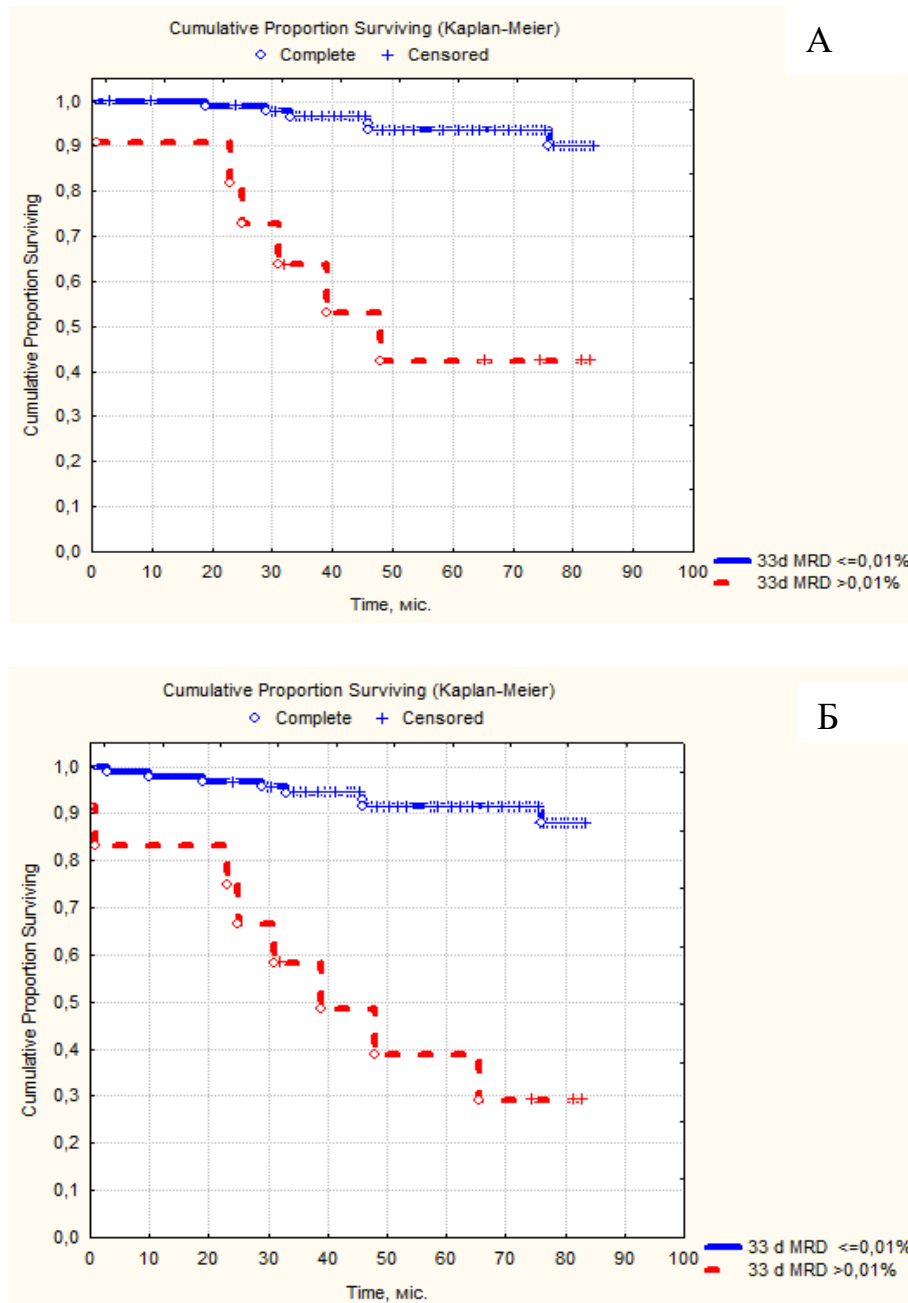 Cumulative Proportion Surviving (Kaplan-Meier)
Complete Censored
А
Cumulative Proportion Surviving
1,0
0,9
0,8
0,7
0,6
0,5
0,4
0,3
0,2
0,1
0,0
0 10 20 30 40 50 60 70 80 90 100
Time, міс.
33d MRD <=0,01%
33d MRD >0,01%
Cumulative Proportion Surviving (Kaplan-Meier)
Complete Censored
Б
Cumulative Proportion Surviving
1,0
0,9
0,8
0,7
0,6
0,5
0,4
0,3
0,2
0,1
0,0
0 10 20 30 40 50 60 70 80 90 100
Time, міс.
33 d MRD <=0,01%
33 d MRD >0,01%